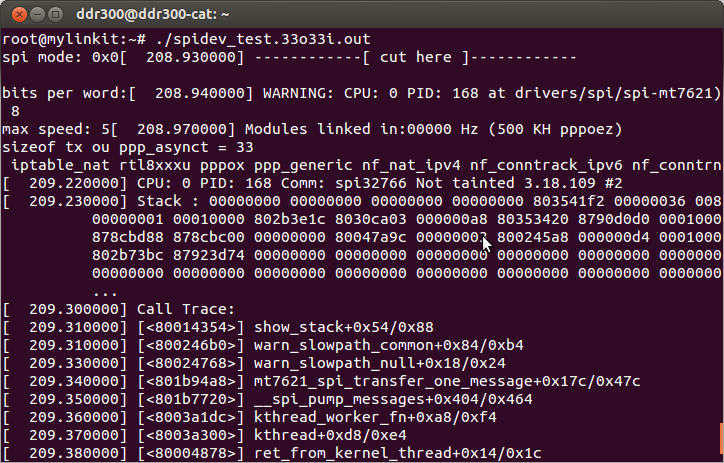 ddr300@ddr300-cat: ~
root@mylinkit:~# ./spidev_test.33o33i.out
spi mode: 0x0[  208.930000] ------------[ cut here ]------------
bits per word:[  208.940000] WARNING: CPU: 0 PID: 168 at drivers/spi/spi-mt7621)
 8
max speed: 5[  208.970000] Modules linked in:00000 Hz (500 KH pppoez)
sizeof tx ou ppp_asynct = 33
 iptable_nat rtl8xxxu pppox ppp_generic nf_nat_ipv4 nf_conntrack_ipv6 nf_conntrn
[  209.220000] CPU: 0 PID: 168 Comm: spi32766 Not tainted 3.18.109 #2
[  209.230000] Stack : 00000000 00000000 00000000 00000000 803541f2 00000036 008
          00000001 00010000 802b3e1c 8030ca03 000000a8 80353420 8790d0d0 0001000
          878cbd88 878cbc00 00000000 80047a9c 00000003 800245a8 000000d4 0001000
          802b73bc 87923d74 00000000 00000000 00000000 00000000 00000000 0000000
          00000000 00000000 00000000 00000000 00000000 00000000 00000000 0000000
          ...
[  209.300000] Call Trace:
[  209.310000] [<80014354>] show_stack+0x54/0x88
[  209.310000] [<800246b0>] warn_slowpath_common+0x84/0xb4
[  209.330000] [<80024768>] warn_slowpath_null+0x18/0x24
[  209.340000] [<801b94a8>] mt7621_spi_transfer_one_message+0x17c/0x47c
[  209.350000] [<801b7720>] __spi_pump_messages+0x404/0x464
[  209.360000] [<8003a1dc>] kthread_worker_fn+0xa8/0xf4
[  209.370000] [<8003a300>] kthread+0xd8/0xe4
[  209.380000] [<80004878>] ret_from_kernel_thread+0x14/0x1c